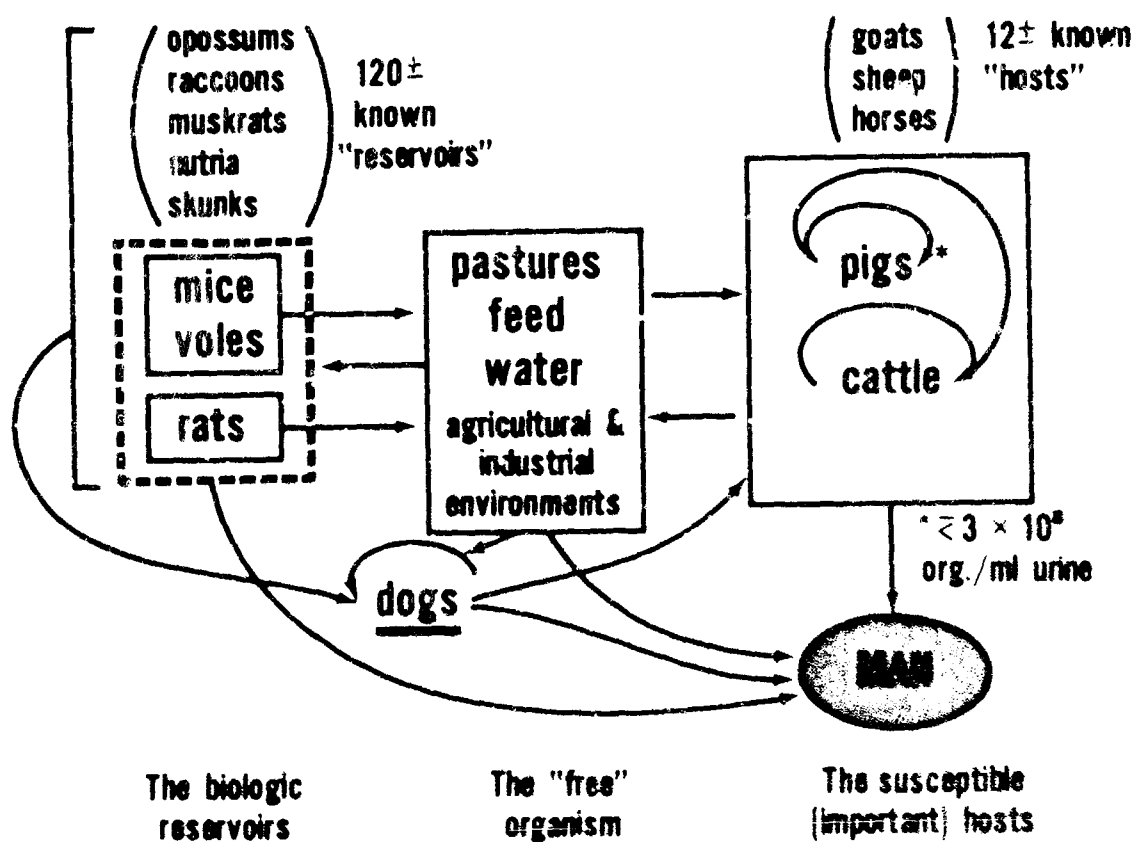 opossums
raccoons
muskrats
nutria
skunks
120±
known
"reservoirs"
mice
voles
rats
pastures
feed
water
agricultural &
industrial
environments
dogs
goats
sheep
horses
12± known
"hosts"
pigs*
cattle
org./ml urine
MAN
The biologic
reservoirs
The "free"
organism
The susceptible
(important) hosts